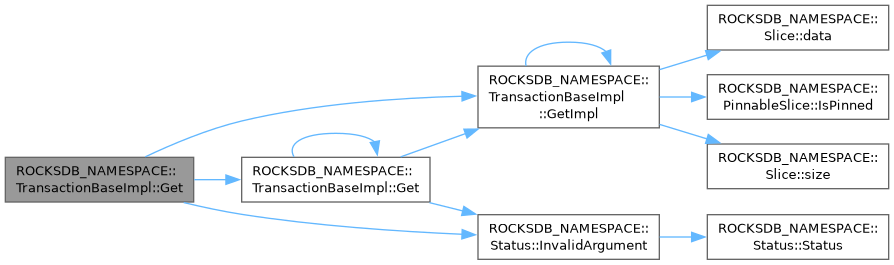 ROCKSDB_NAMESPACE::
TransactionBaseImpl::Get
ROCKSDB_NAMESPACE::
TransactionBaseImpl::Get
ROCKSDB_NAMESPACE::
TransactionBaseImpl
::GetImpl
ROCKSDB_NAMESPACE::
Status::InvalidArgument
ROCKSDB_NAMESPACE::
Slice::data
ROCKSDB_NAMESPACE::
PinnableSlice::IsPinned
ROCKSDB_NAMESPACE::
Slice::size
ROCKSDB_NAMESPACE::
Status::Status